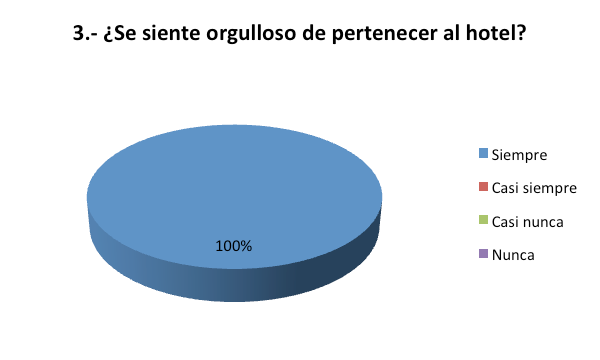 3.- ¿Se siente orgulloso de pertenecer al hotel?
100%
Siempre
Casi siempre
Casi nunca
Nunca